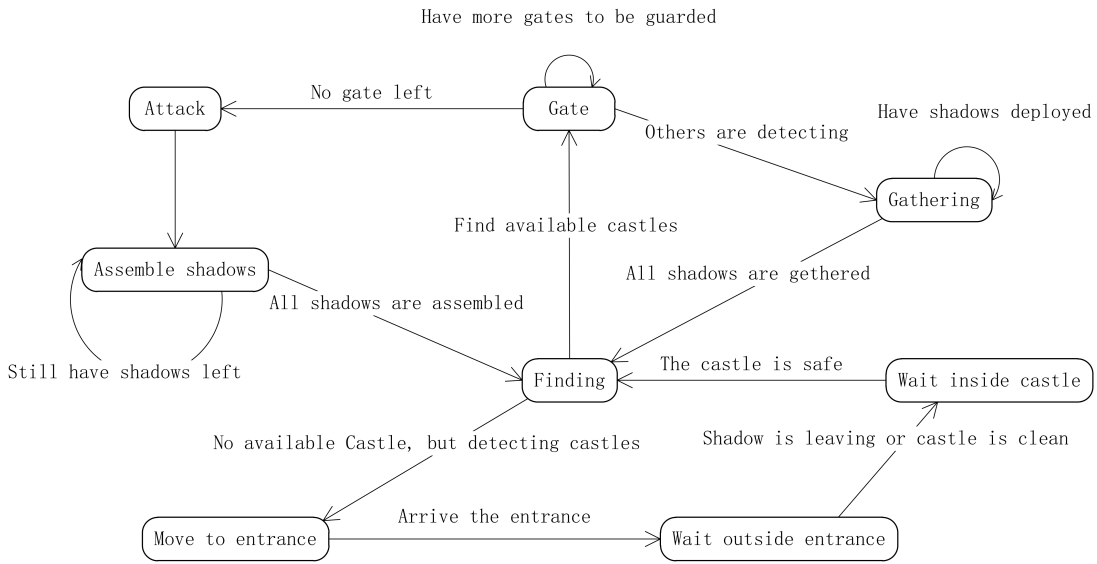 Have more gates to be guarded
Attack
No gate left
Gate
Have shadows deployed
Others are detecting
Gathering
Find available castles
Assemble shadows
All shadows are gethered
All shadows are assembled
Still have shadows left
The castle is safe
Finding
Wait inside castle
No available Castle, but detecting castles
Shadow is leaving or castle is clean
Arrive the entrance
Move to entrance
Wait outside entrance